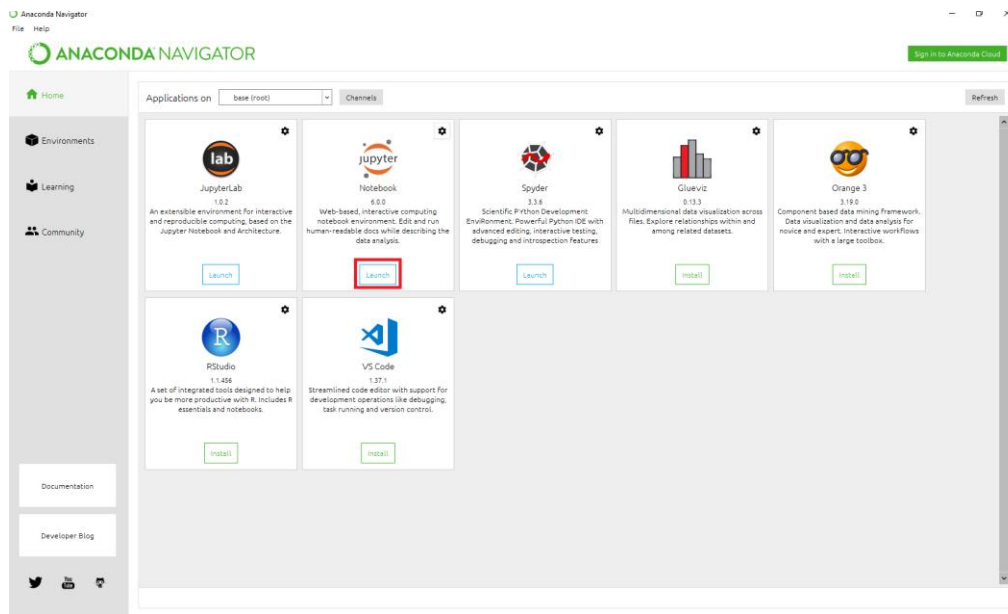 Anaconda Navigator
File Help
ANACONDA NAVIGATOR
Sign in to Anaconda Cloud
Home
Environments
Learning
Community
Documentation
Developer Blog
You
Tube
Applications on base (root) Channels Refresh
lab
JupyterLab
1.0.2
An extensible environment for interactive
and reproducible computing, based on the
Jupyter Notebook and Architecture.
Launch
jupyter
Notebook
6.0.0
Web-based, interactive computing
notebook environment. Edit and run
human-readable docs while describing the
data analysis.
Launch
Spyder
3.3.6
Scientific PYthon Development
EnviRonment. Powerful Python IDE with
advanced editing, interactive testing,
debugging and introspection features
Launch
Glueviz
0.13.3
Multidimensional data visualization across
files. Explore relationships within and
among related datasets.
Install
Orange 3
3.19.0
Component based data mining framework.
Data visualization and data analysis for
novice and expert. Interactive workflows
with a large toolbox.
Install
R
RStudio
1.1.456
A set of integrated tools designed to help
you be more productive with R. Includes R
essentials and notebooks.
Install
VS Code
1.37.1
Streamlined code editor with support for
development operations like debugging,
task running and version control.
Install